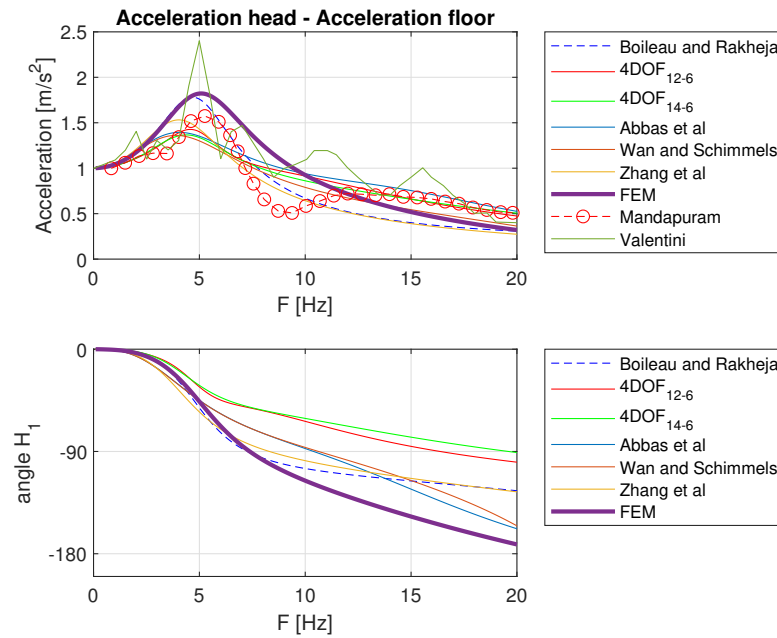 Acceleration head - Acceleration floor
Acceleration [m/s²]
2.5
2
1.5
1
0.5
0
0 5 10 15 20
F [Hz]
Boileau and Rakheja
4DOF₁₂₋₆
4DOF₁₄₋₆
Abbas et al
Wan and Schimmels
Zhang et al
FEM
Mandapuram
Valentini
angle H₁
0
-90
-180
0 5 10 15 20
F [Hz]
Boileau and Rakheja
4DOF₁₂₋₆
4DOF₁₄₋₆
Abbas et al
Wan and Schimmels
Zhang et al
FEM